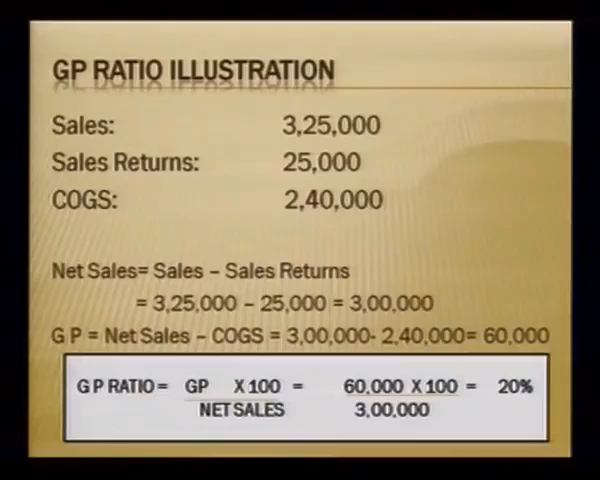 GP RATIO ILLUSTRATION
Sales: 3,25,000
Sales Returns: 25,000
COGS: 2,40,000
Net Sales= Sales – Sales Returns
= 3,25,000 – 25,000 = 3,00,000
G P = Net Sales – COGS = 3,00,000- 2,40,000= 60,000
G P RATIO = GP X 100 = 60,000 X 100 = 20%
NET SALES 3,00,000